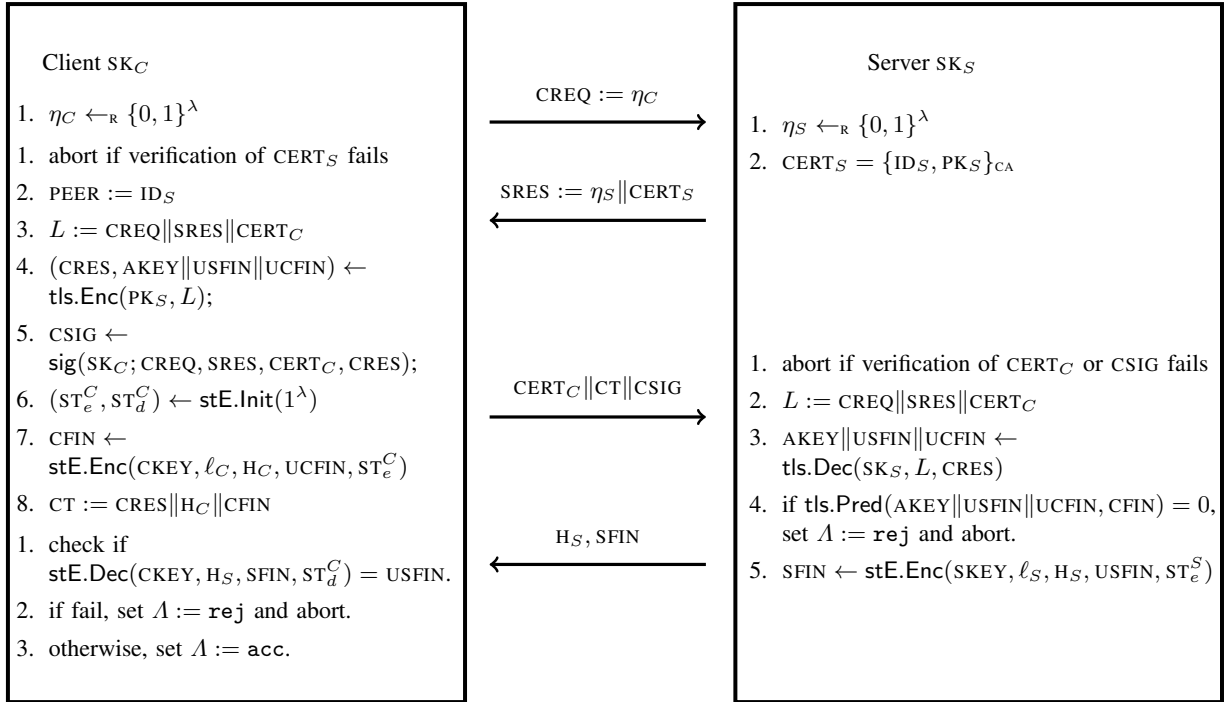 Client SK_C
1. η_C ←_R {0, 1}^λ
1. abort if verification of CERT_S fails
2. PEER := ID_S
3. L := CREQ‖SRES‖CERT_C
4. (CRES, AKEY‖USFIN‖UCFIN) ←
tls.Enc(PK_S, L);
5. CSIG ←
sig(SK_C; CREQ, SRES, CERT_C, CRES);
6. (ST_e^C, ST_d^C) ← stE.Init(1^λ)
7. CFIN ←
stE.Enc(CKEY, ℓ_C, H_C, UCFIN, ST_e^C)
8. CT := CRES‖H_C‖CFIN
1. check if
stE.Dec(CKEY, H_S, SFIN, ST_d^C) = USFIN.
2. if fail, set Λ := rej and abort.
3. otherwise, set Λ := acc.
CREQ := η_C
SRES := η_S‖CERT_S
CERT_C‖CT‖CSIG
H_S, SFIN
Server SK_S
1. η_S ←_R {0, 1}^λ
2. CERT_S = {ID_S, PK_S}_CA
1. abort if verification of CERT_C or CSIG fails
2. L := CREQ‖SRES‖CERT_C
3. AKEY‖USFIN‖UCFIN ←
tls.Dec(SK_S, L, CRES)
4. if tls.Pred(AKEY‖USFIN‖UCFIN, CFIN) = 0,
set Λ := rej and abort.
5. SFIN ← stE.Enc(SKEY, ℓ_S, H_S, USFIN, ST_e^S)